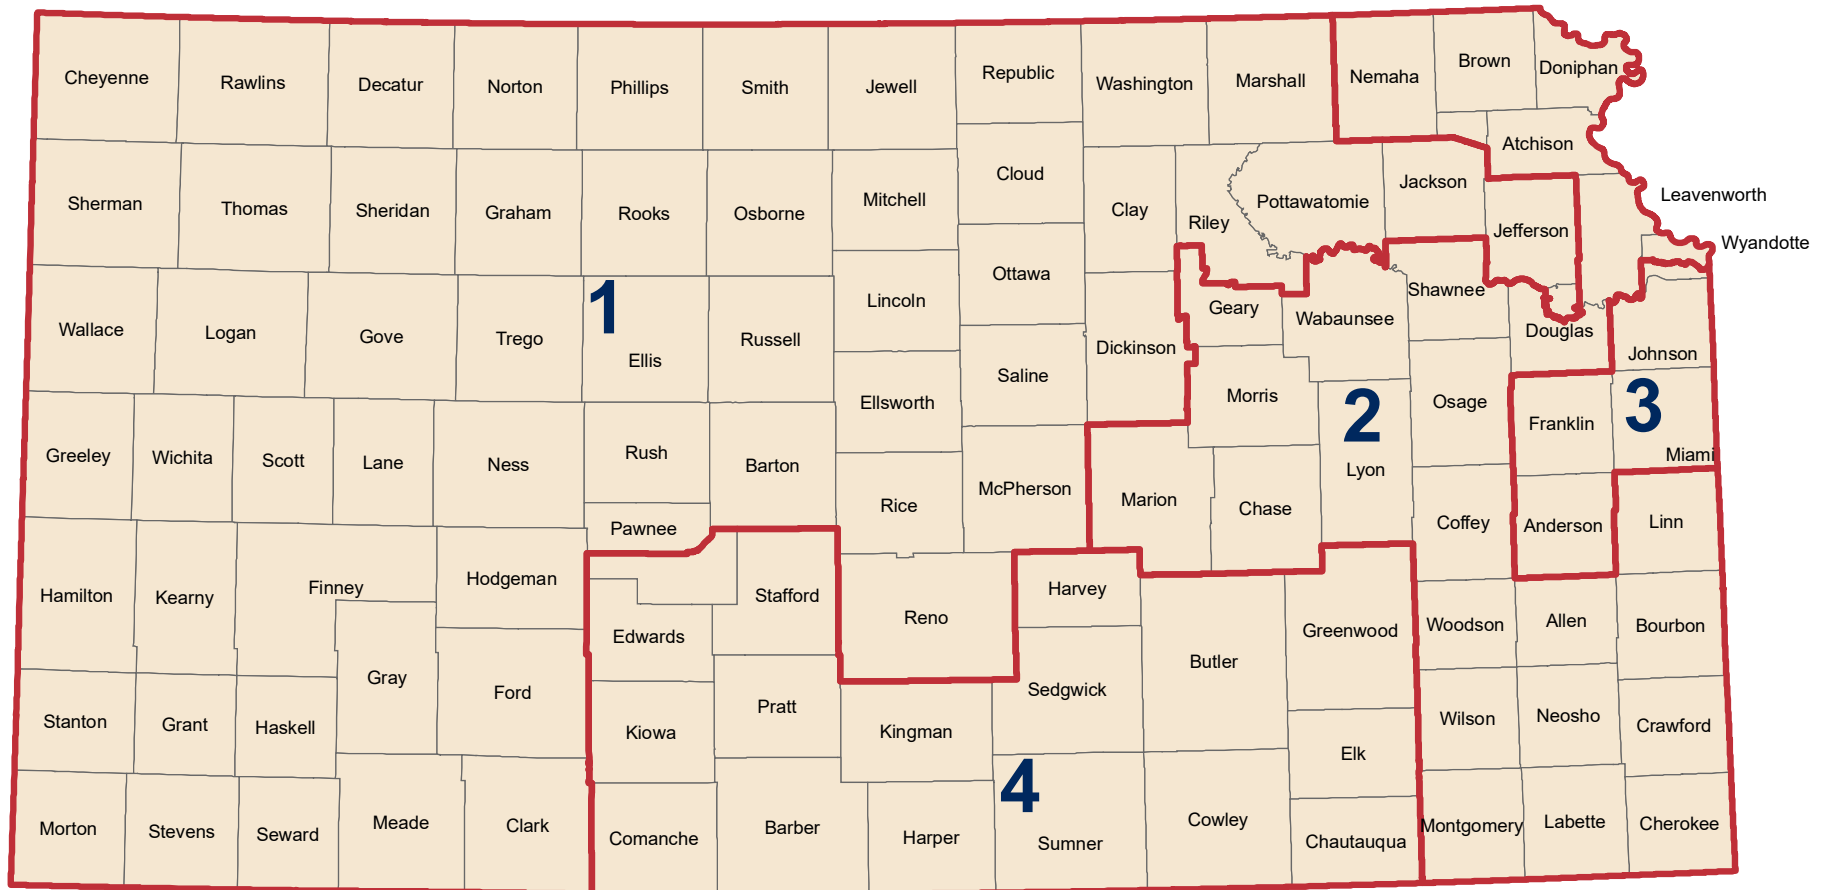 Cheyenne
Rawlins
Decatur
Norton
Phillips
Smith
Jewell
Republic
Washington
Marshall
Nemaha
Brown
Doniphan
Atchison
Sherman
Thomas
Sheridan
Graham
Rooks
Osborne
Mitchell
Cloud
Clay
Riley
Pottawatomie
Jackson
Jefferson
Leavenworth
Wyandotte
Wallace
Logan
Gove
Trego
1
Ellis
Russell
Lincoln
Ottawa
Saline
Dickinson
Geary
Wabaunsee
Shawnee
Douglas
Johnson
Greeley
Wichita
Scott
Lane
Ness
Rush
Barton
Ellsworth
Rice
McPherson
Marion
Morris
Chase
2
Lyon
Osage
Coffey
Franklin
3
Miami
Anderson
Linn
Pawnee
Hamilton
Kearny
Finney
Hodgeman
Edwards
Stafford
Reno
Harvey
Butler
Greenwood
Woodson
Allen
Bourbon
Stanton
Grant
Haskell
Gray
Ford
Kiowa
Pratt
Kingman
Sedgwick
Elk
Wilson
Neosho
Crawford
Morton
Stevens
Seward
Meade
Clark
Comanche
Barber
Harper
4
Sumner
Cowley
Chautauqua
Montgomery
Labette
Cherokee